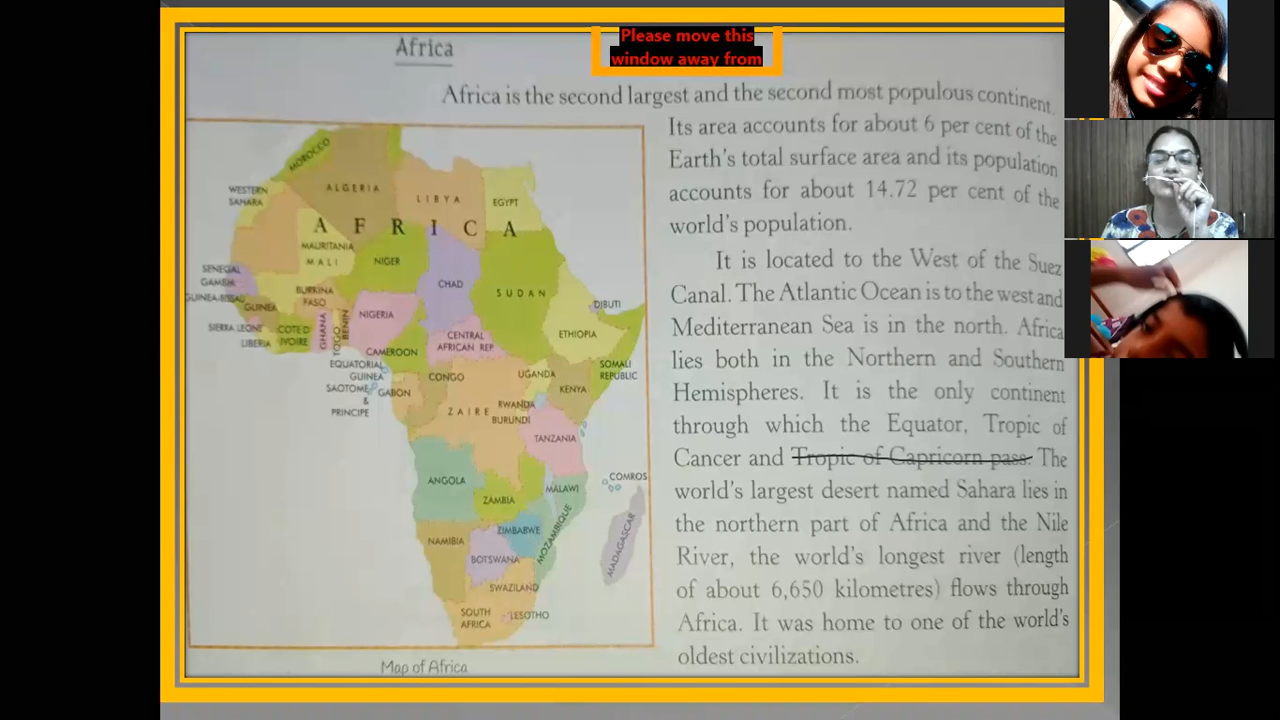 Africa
Please move this
window away from
Africa is the second largest and the second most populous continent.
Its area accounts for about 6 per cent of the
Earth's total surface area and its population
accounts for about 14.72 per cent of the
world's population.
It is located to the West of the Suez
Canal. The Atlantic Ocean is to the west and
Mediterranean Sea is in the north. Africa
lies both in the Northern and Southern
Hemispheres. It is the only continent
through which the Equator, Tropic of
Cancer and Tropic of Capricorn pass. The
world's largest desert named Sahara lies in
the northern part of Africa and the Nile
River, the world's longest river (length
of about 6,650 kilometres) flows through
Africa. It was home to one of the world's
oldest civilizations.
MOROCCO
ALGERIA
LIBYA
EGYPT
WESTERN
SAHARA
AFRICA
MAURITANIA
MALI
NIGER
CHAD
SUDAN
SENEGAL
GAMBIA
GUINEA-BISSAU
GUINEA
BURKINA
FASO
SIERRA LEONE
LIBERIA
COTE D
IVOIRE
GHANA
TOGO
BENIN
NIGERIA
CAMEROON
CENTRAL
AFRICAN REP
DJBUTI
ETHIOPIA
SOMALI
REPUBLIC
EQUATORIAL
GUINEA
SAOTOME
&
PRINCIPE
GABON
CONGO
UGANDA
KENYA
ZAIRE
RWANDA
BURUNDI
TANZANIA
ANGOLA
ZAMBIA
MALAWI
COMROS
ZIMBABWE
MOZAMBIQUE
MADAGASCAR
NAMIBIA
BOTSWANA
SWAZILAND
SOUTH
AFRICA
LESOTHO
Map of Africa